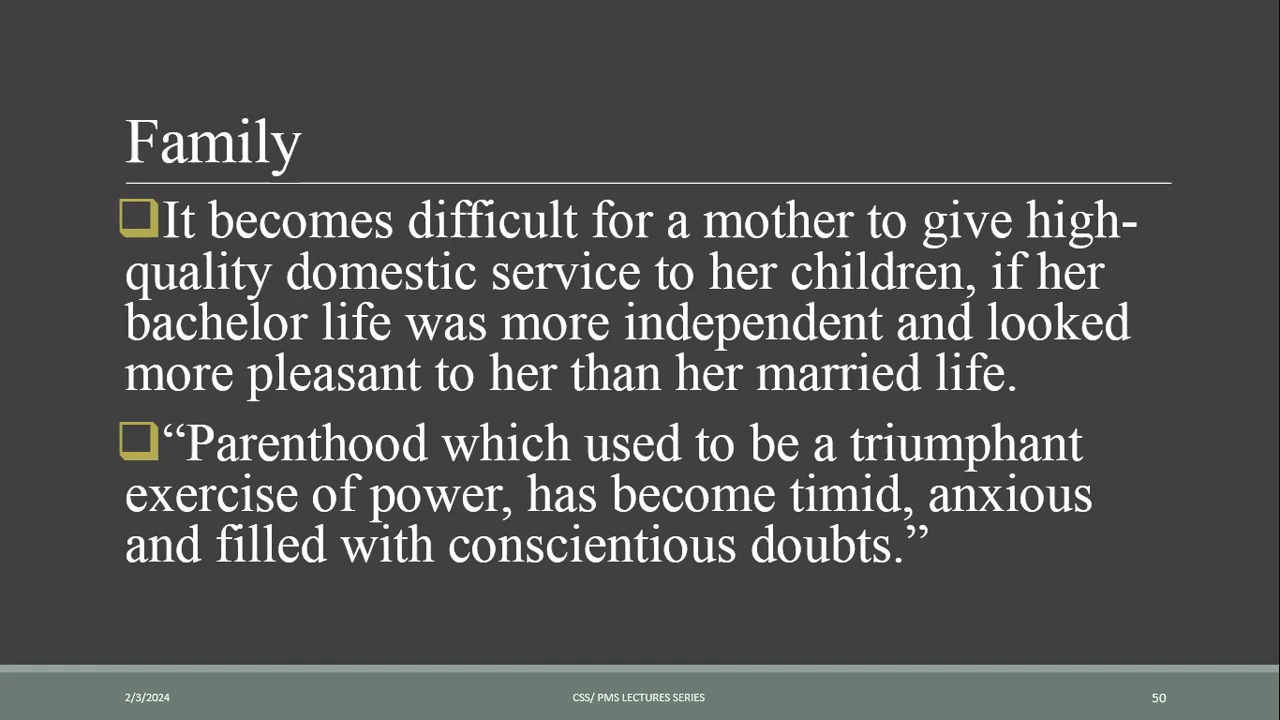 Family
It becomes difficult for a mother to give high-
quality domestic service to her children, if her
bachelor life was more independent and looked
more pleasant to her than her married life.
“Parenthood which used to be a triumphant
exercise of power, has become timid, anxious
and filled with conscientious doubts.”
2/3/2024
CSS/ PMS LECTURES SERIES
50